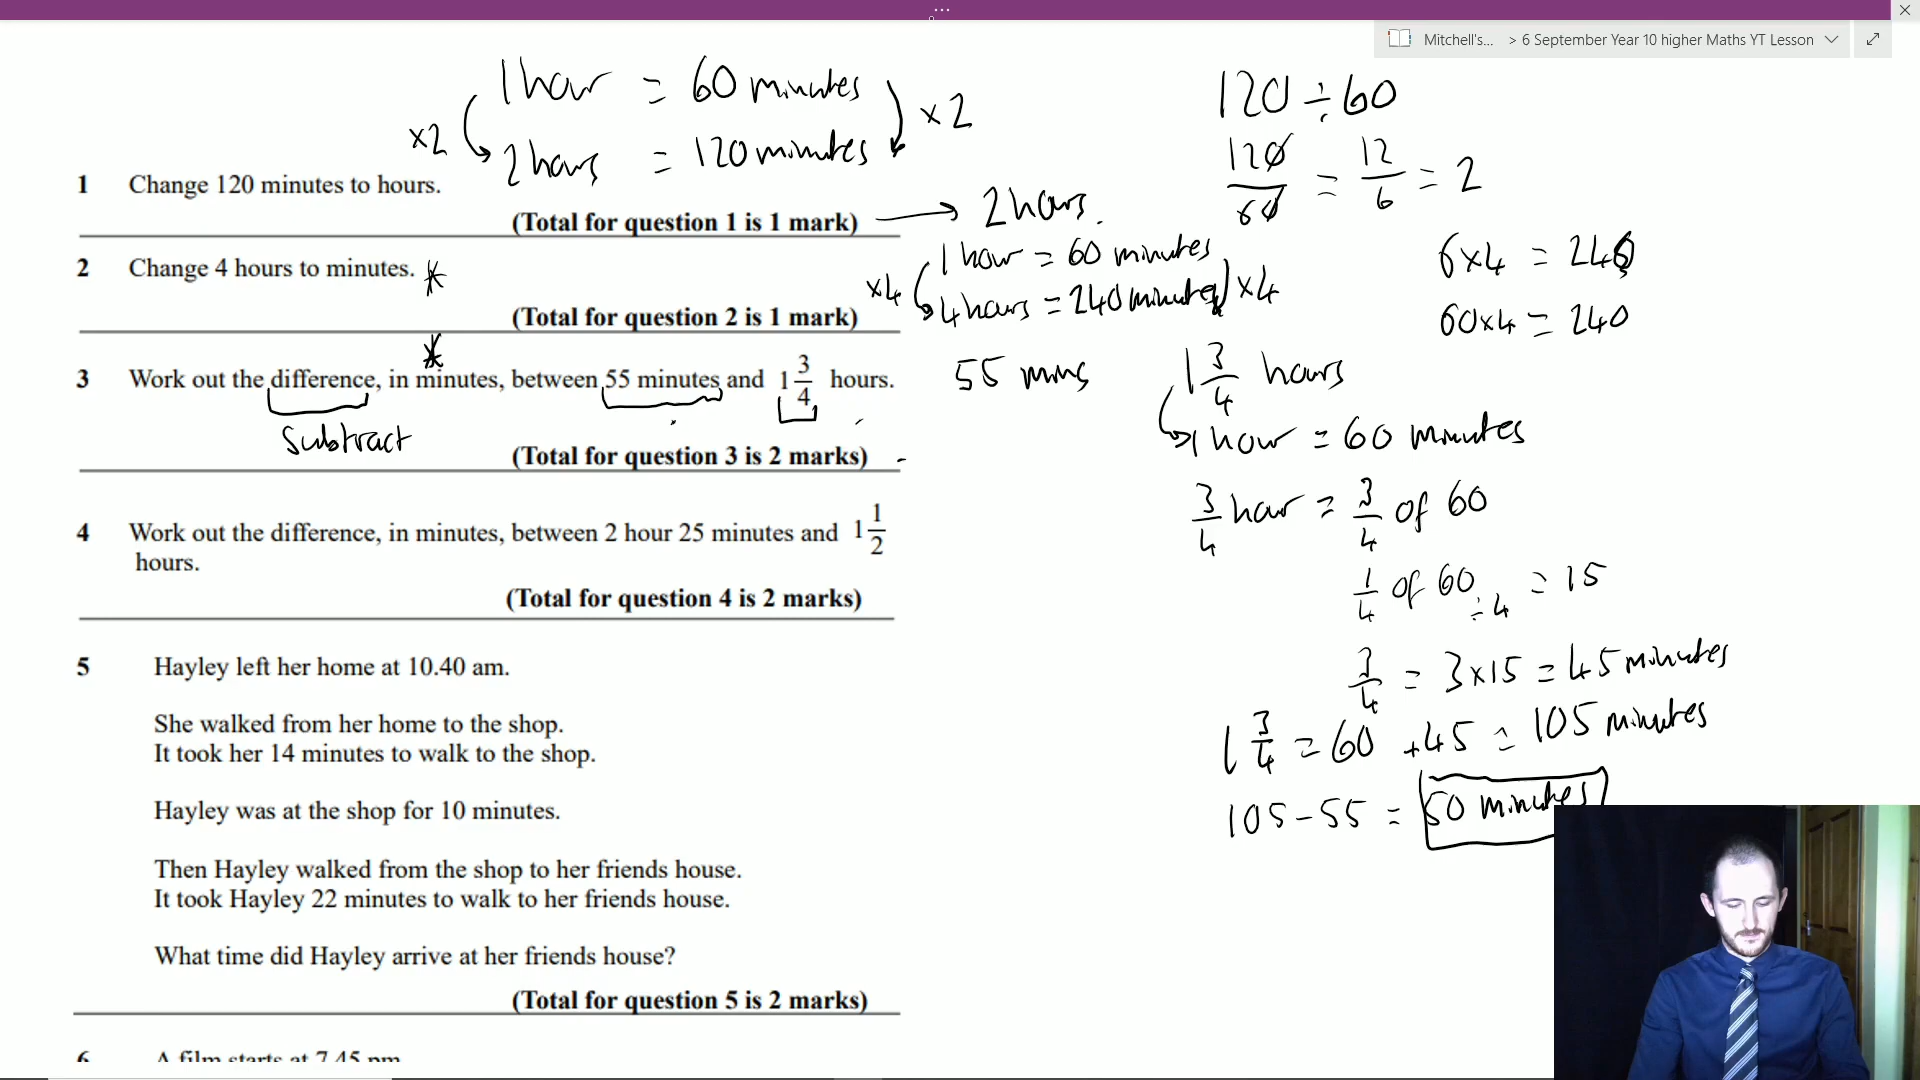 Mitchell's... > 6 September Year 10 higher Maths YT Lesson
1 hour = 60 minutes
×2 ×2
2 hours = 120 minutes
120 ÷ 60
120/60 = 12/6 = 2
1 Change 120 minutes to hours.
(Total for question 1 is 1 mark) → 2 hours.
2 Change 4 hours to minutes. *
1 hour = 60 minutes
×4 ×4
4 hours = 240 minutes
6×4 = 240
60×4 = 240
(Total for question 2 is 1 mark)
*
3 Work out the difference, in minutes, between 55 minutes and 1 3/4 hours.
Subtract
(Total for question 3 is 2 marks)
55 mins 1 3/4 hours
1 hour = 60 minutes
3/4 hour = 3/4 of 60
1/4 of 60 ÷4 = 15
3/4 = 3×15 = 45 minutes
1 3/4 = 60 +45 = 105 minutes
105 - 55 = 50 minutes
4 Work out the difference, in minutes, between 2 hour 25 minutes and 1 1/2
hours.
(Total for question 4 is 2 marks)
5 Hayley left her home at 10.40 am.
She walked from her home to the shop.
It took her 14 minutes to walk to the shop.
Hayley was at the shop for 10 minutes.
Then Hayley walked from the shop to her friends house.
It took Hayley 22 minutes to walk to her friends house.
What time did Hayley arrive at her friends house?
(Total for question 5 is 2 marks)
6 A film starts at 7.45 pm